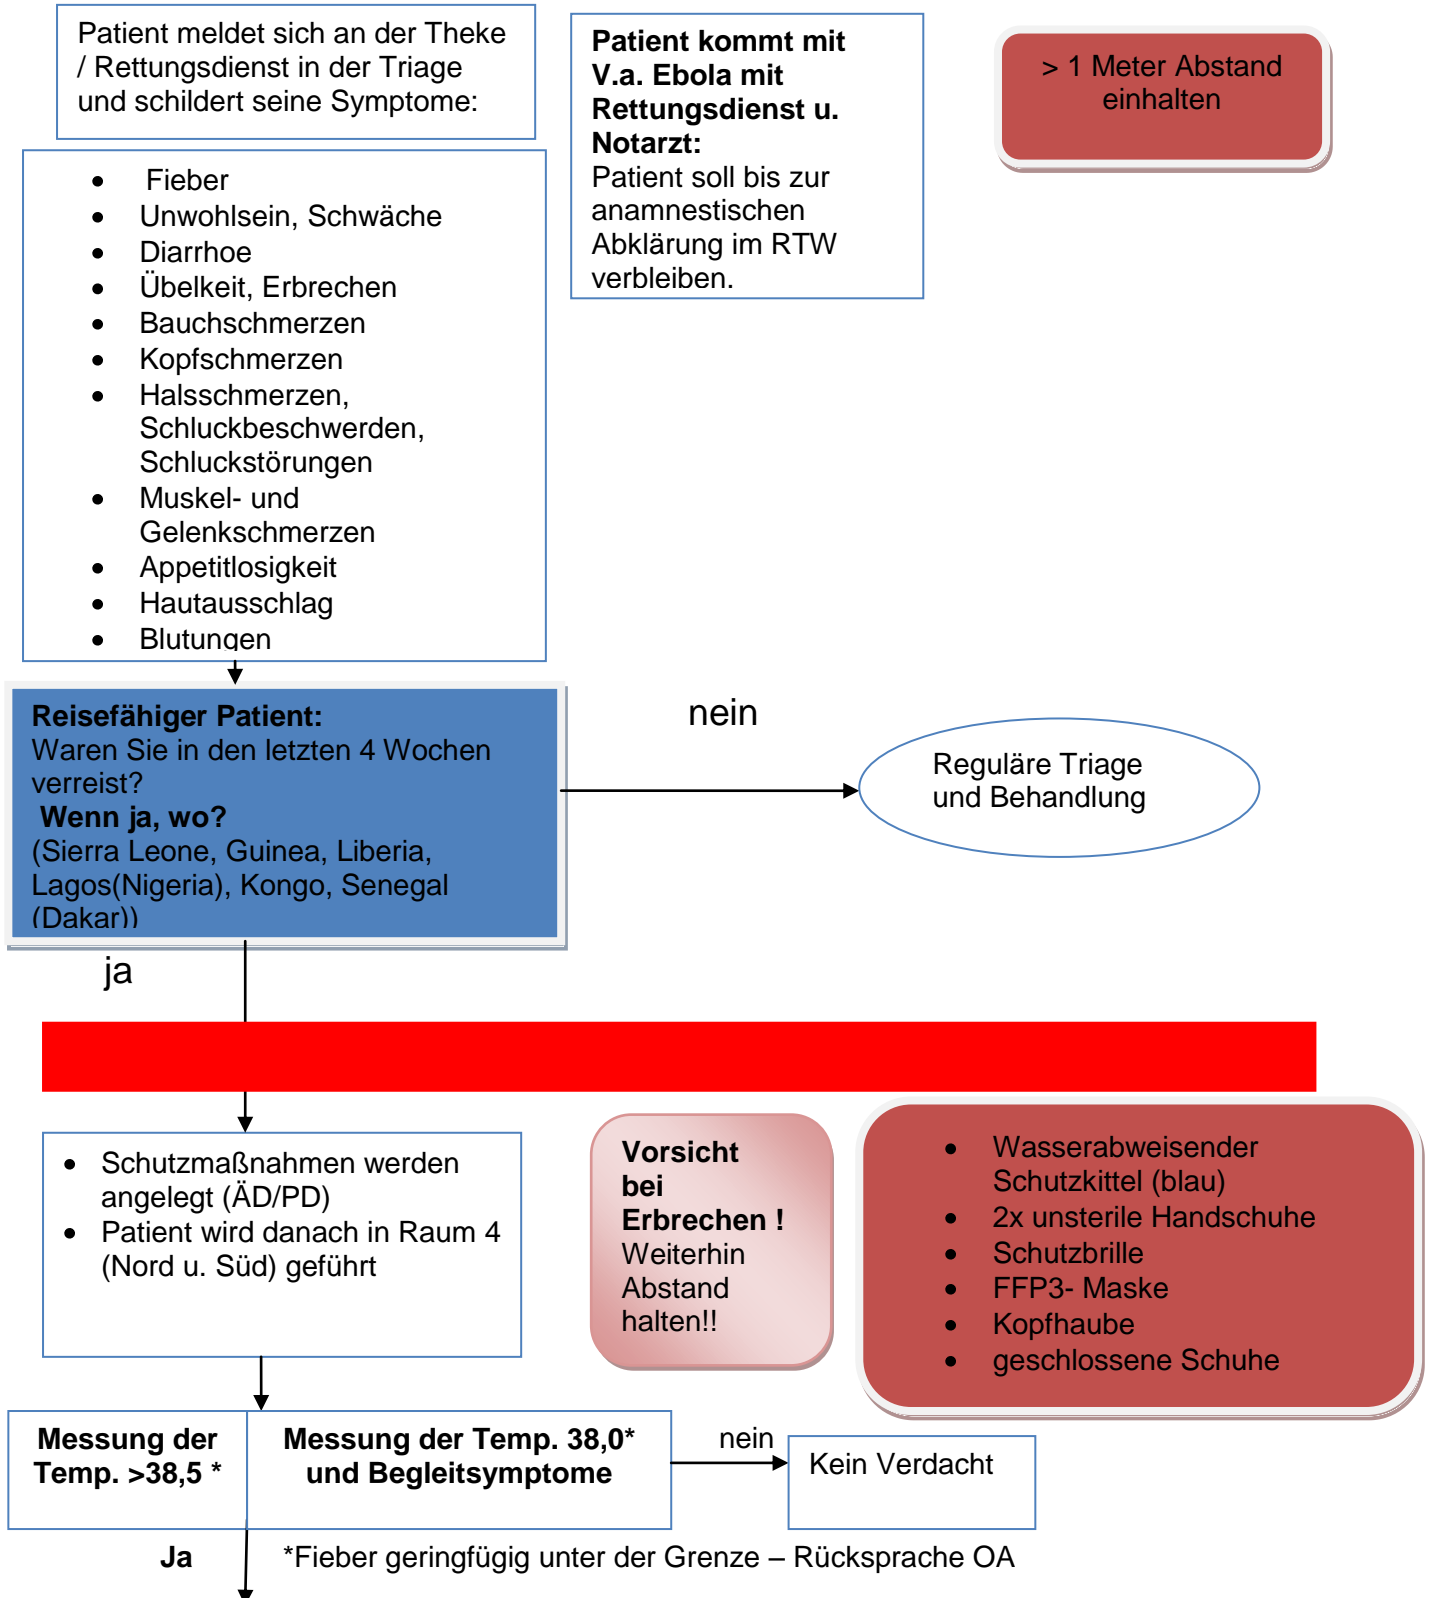 Patient meldet sich an der Theke
/ Rettungsdienst in der Triage
und schildert seine Symptome:
Patient kommt mit
V.a. Ebola mit
Rettungsdienst u.
Notarzt:
Patient soll bis zur
anamnestischen
Abklärung im RTW
verbleiben.
> 1 Meter Abstand
einhalten
• Fieber
• Unwohlsein, Schwäche
• Diarrhoe
• Übelkeit, Erbrechen
• Bauchschmerzen
• Kopfschmerzen
• Halsschmerzen,
Schluckbeschwerden,
Schluckstörungen
• Muskel- und
Gelenkschmerzen
• Appetitlosigkeit
• Hautausschlag
• Blutungen
Reisefähiger Patient:
Waren Sie in den letzten 4 Wochen
verreist?
Wenn ja, wo?
(Sierra Leone, Guinea, Liberia,
Lagos(Nigeria), Kongo, Senegal
(Dakar))
nein
Reguläre Triage
und Behandlung
ja
• Schutzmaßnahmen werden
angelegt (ÄD/PD)
• Patient wird danach in Raum 4
(Nord u. Süd) geführt
Vorsicht
bei
Erbrechen !
Weiterhin
Abstand
halten!!
• Wasserabweisender
Schutzkittel (blau)
• 2x unsterile Handschuhe
• Schutzbrille
• FFP3- Maske
• Kopfhaube
• geschlossene Schuhe
Messung der
Temp. >38,5 *
Messung der Temp. 38,0*
und Begleitsymptome
nein
Kein Verdacht
Ja
*Fieber geringfügig unter der Grenze – Rücksprache OA